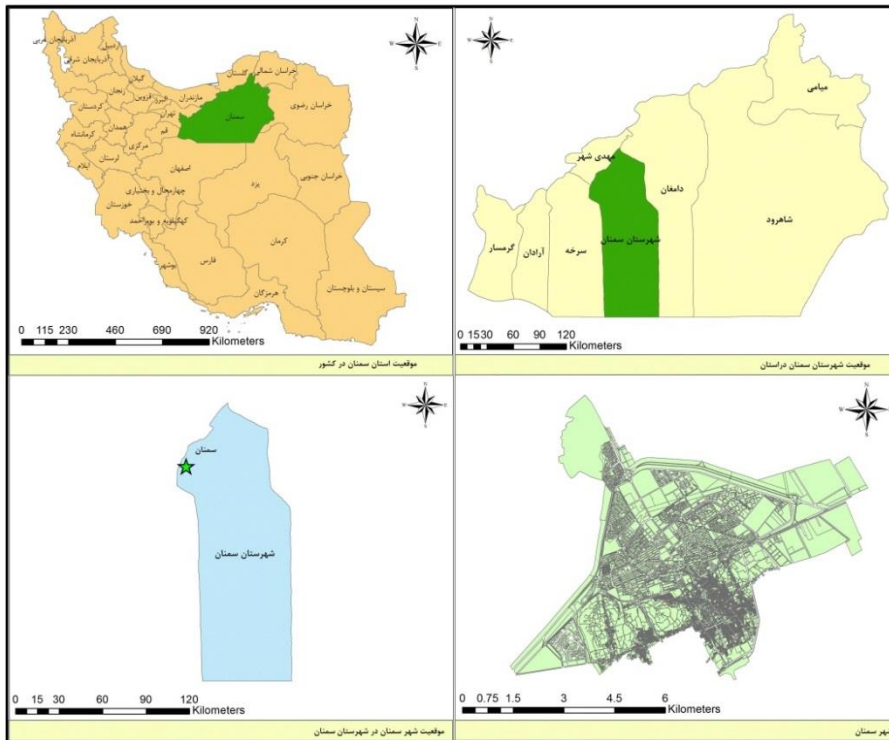 N
W
E
S
آذربایجان غربی
اردبیل
آذربایجان شرقی
گیلان
زنجان
قزوین
البرز
مازندران
گلستان
خراسان شمالی
کردستان
تهران
سمنان
خراسان رضوی
همدان
قم
کرمانشاه
مرکزی
لرستان
ایلام
اصفهان
یزد
خراسان جنوبی
چهارمحال و بختیاری
خوزستان
کهگیلویه و بویراحمد
کرمان
فارس
بوشهر
هرمزگان
سیستان و بلوچستان
0 115 230 460 690 920
Kilometers
موقعیت استان سمنان در کشور
N
W
E
S
میامی
مهدی شهر
دامغان
شاهرود
شهرستان سمنان
سرخه
آرادان
گرمسار
0 15 30 60 90 120
Kilometers
موقعیت شهرستان سمنان دراستان
N
W
E
S
سمنان
شهرستان سمنان
0 15 30 60 90 120
Kilometers
موقعیت شهر سمنان در شهرستان سمنان
N
W
E
S
0 0.75 1.5 3 4.5 6
Kilometers
شهر سمنان